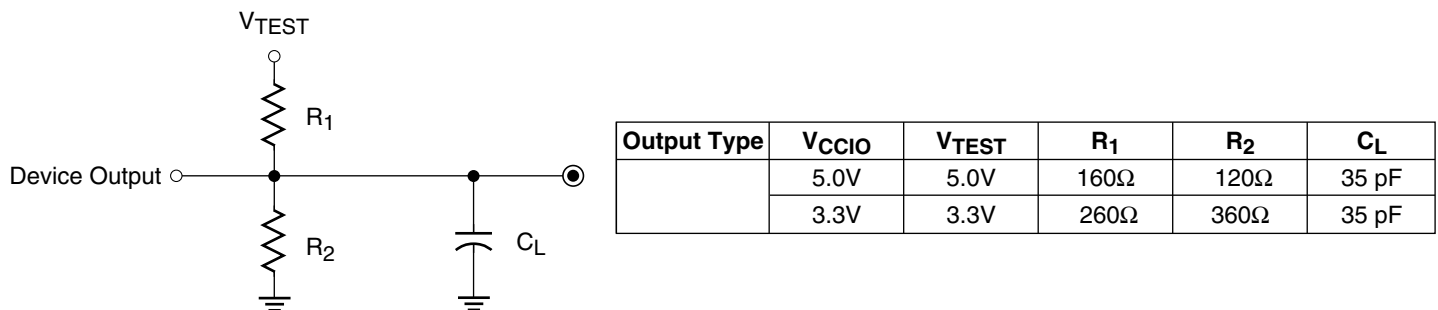 VTEST
R1
Device Output
R2
CL
Output Type VCCIO VTEST R1 R2 CL
5.0V 5.0V 160Ω 120Ω 35 pF
3.3V 3.3V 260Ω 360Ω 35 pF